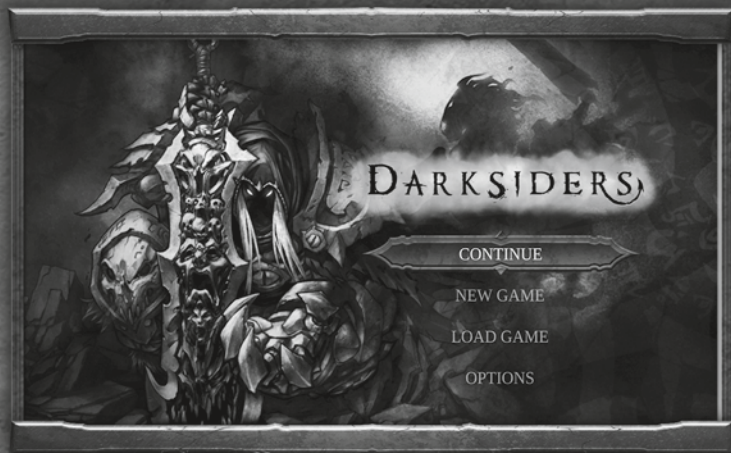 DARKSIDERS
CONTINUE
NEW GAME
LOAD GAME
OPTIONS